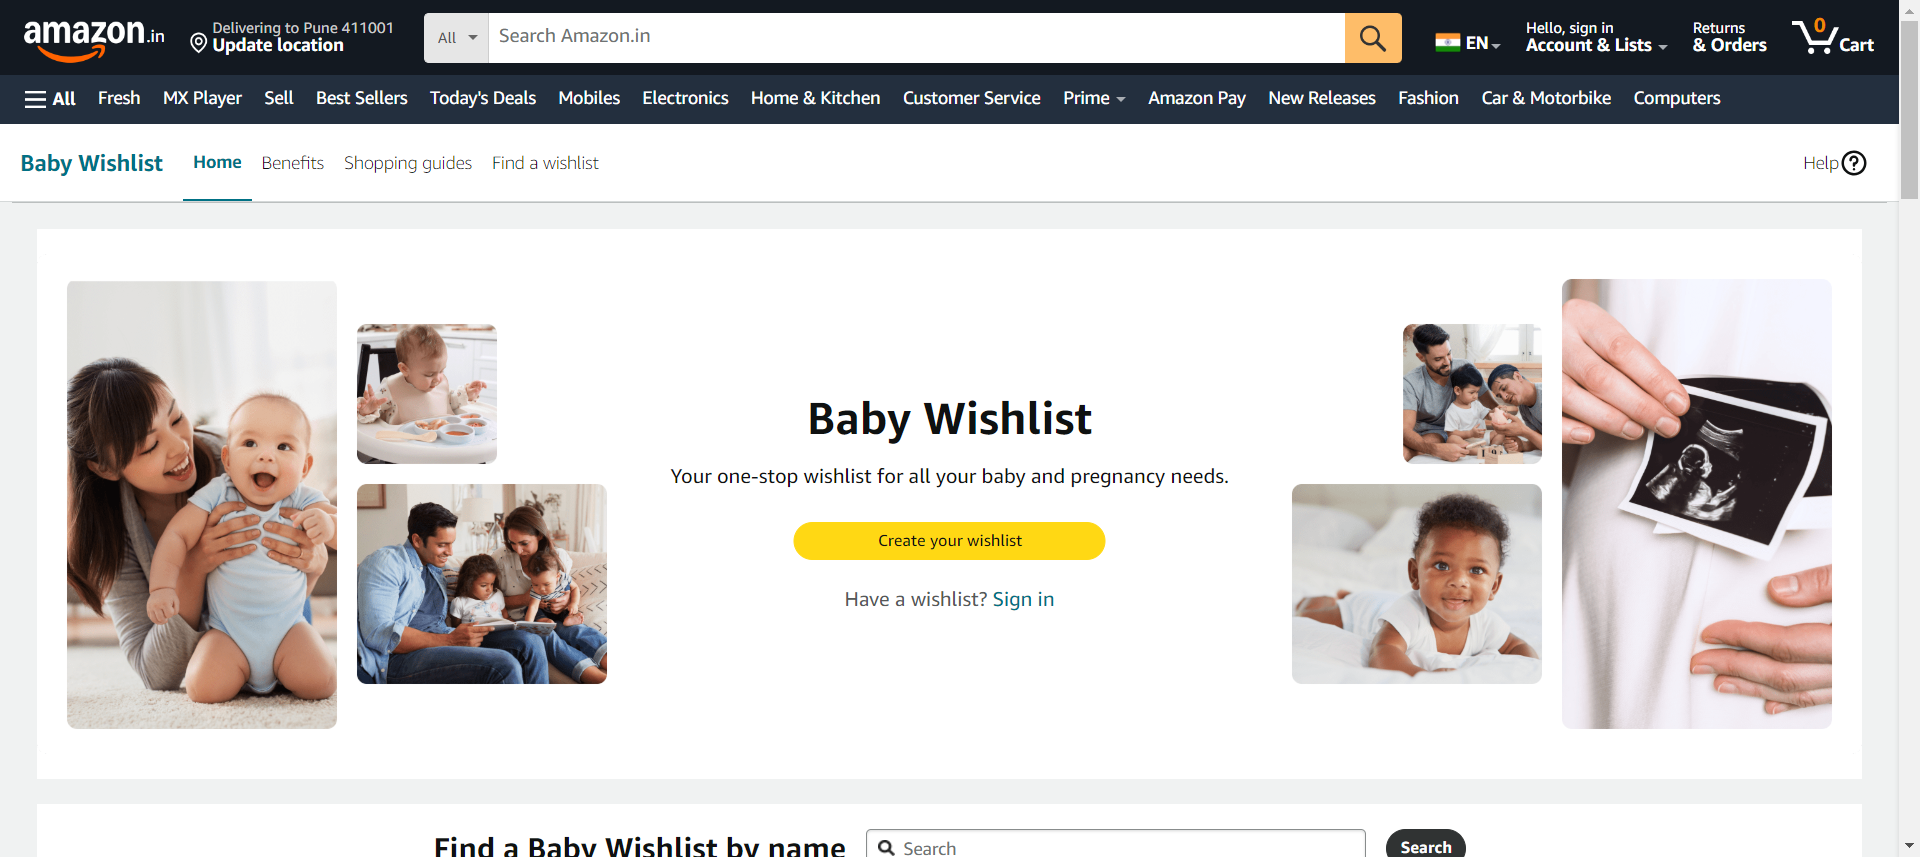 amazon.in
Delivering to Pune 411001
Update location
All
Search Amazon.in
EN
Hello, sign in
Account & Lists
Returns
& Orders
0
Cart
All
Fresh
MX Player
Sell
Best Sellers
Today's Deals
Mobiles
Electronics
Home & Kitchen
Customer Service
Prime
Amazon Pay
New Releases
Fashion
Car & Motorbike
Computers
Baby Wishlist
Home
Benefits
Shopping guides
Find a wishlist
Help
Baby Wishlist
Your one-stop wishlist for all your baby and pregnancy needs.
Create your wishlist
Have a wishlist? Sign in
Find a Baby Wishlist by name
Search
Search